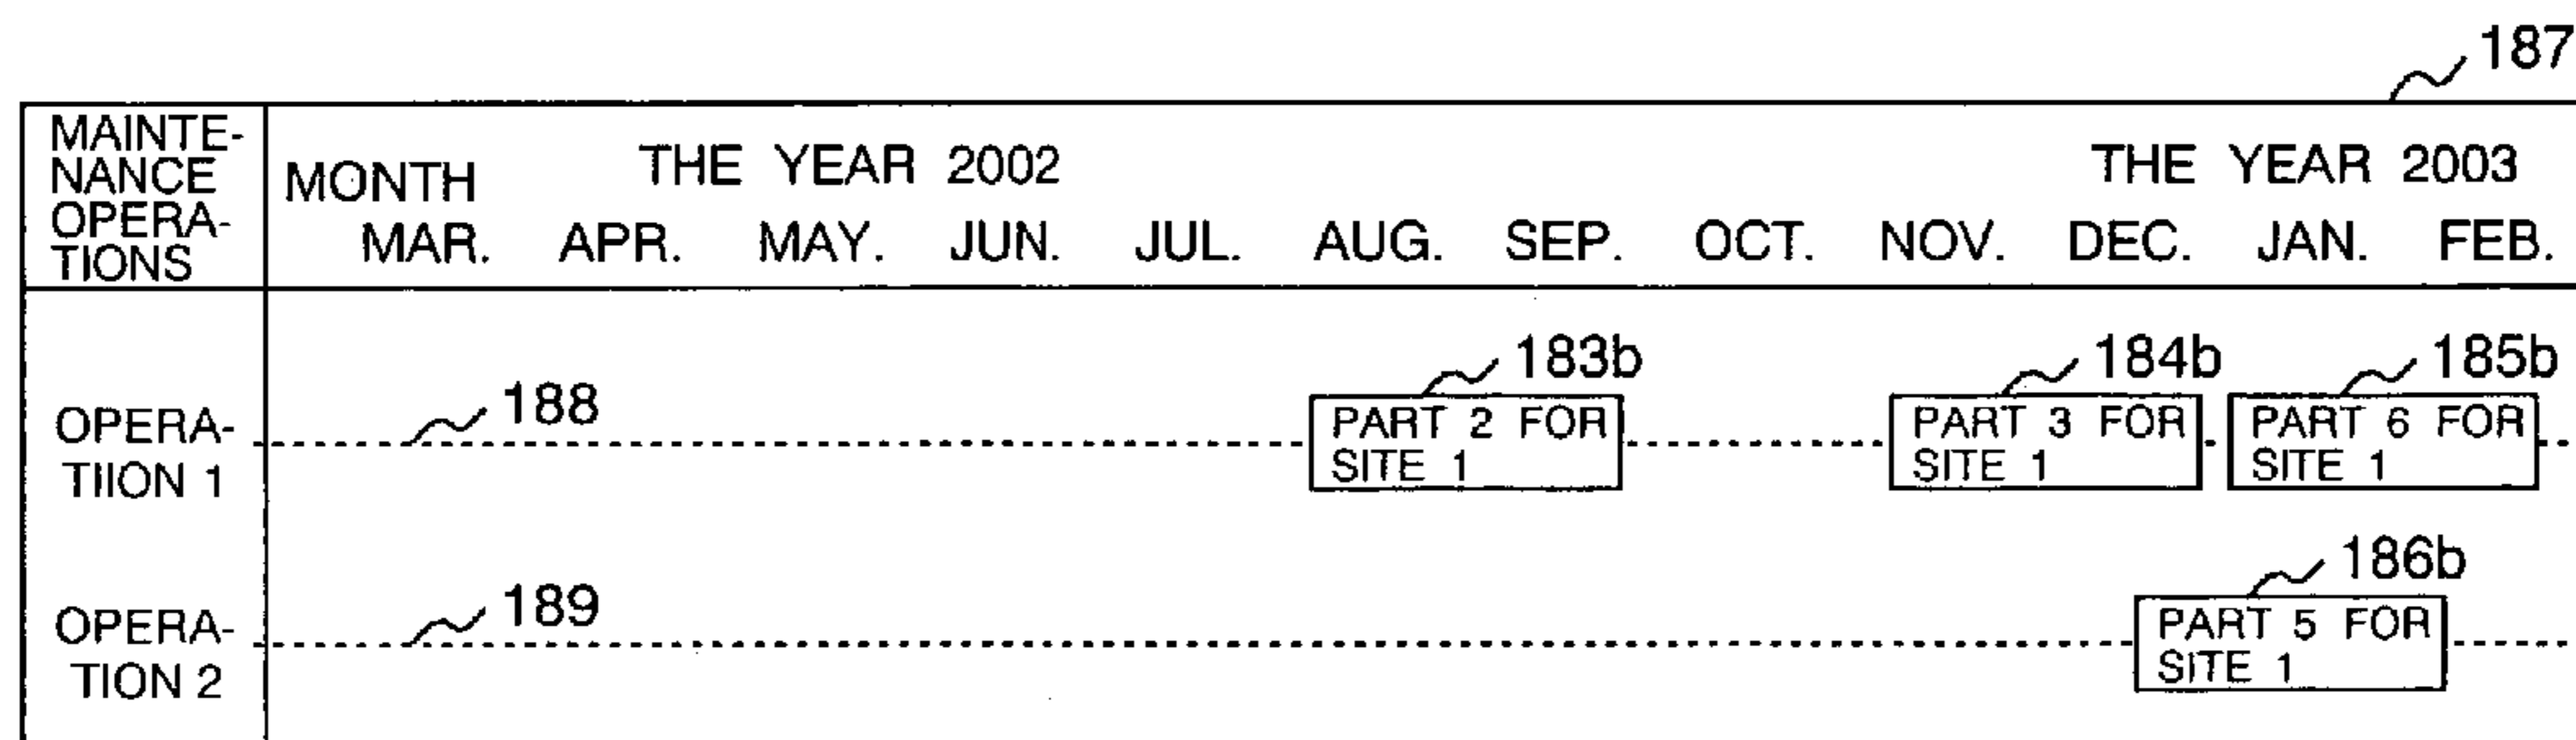 187
MAINTE-
NANCE
OPERA-
TIONS
MONTH THE YEAR 2002 THE YEAR 2003
MAR. APR. MAY. JUN. JUL. AUG. SEP. OCT. NOV. DEC. JAN. FEB.
183b 184b 185b
188
OPERA-
TIION 1
PART 2 FOR
SITE 1
PART 3 FOR
SITE 1
PART 6 FOR
SITE 1
186b
189
OPERA-
TION 2
PART 5 FOR
SITE 1